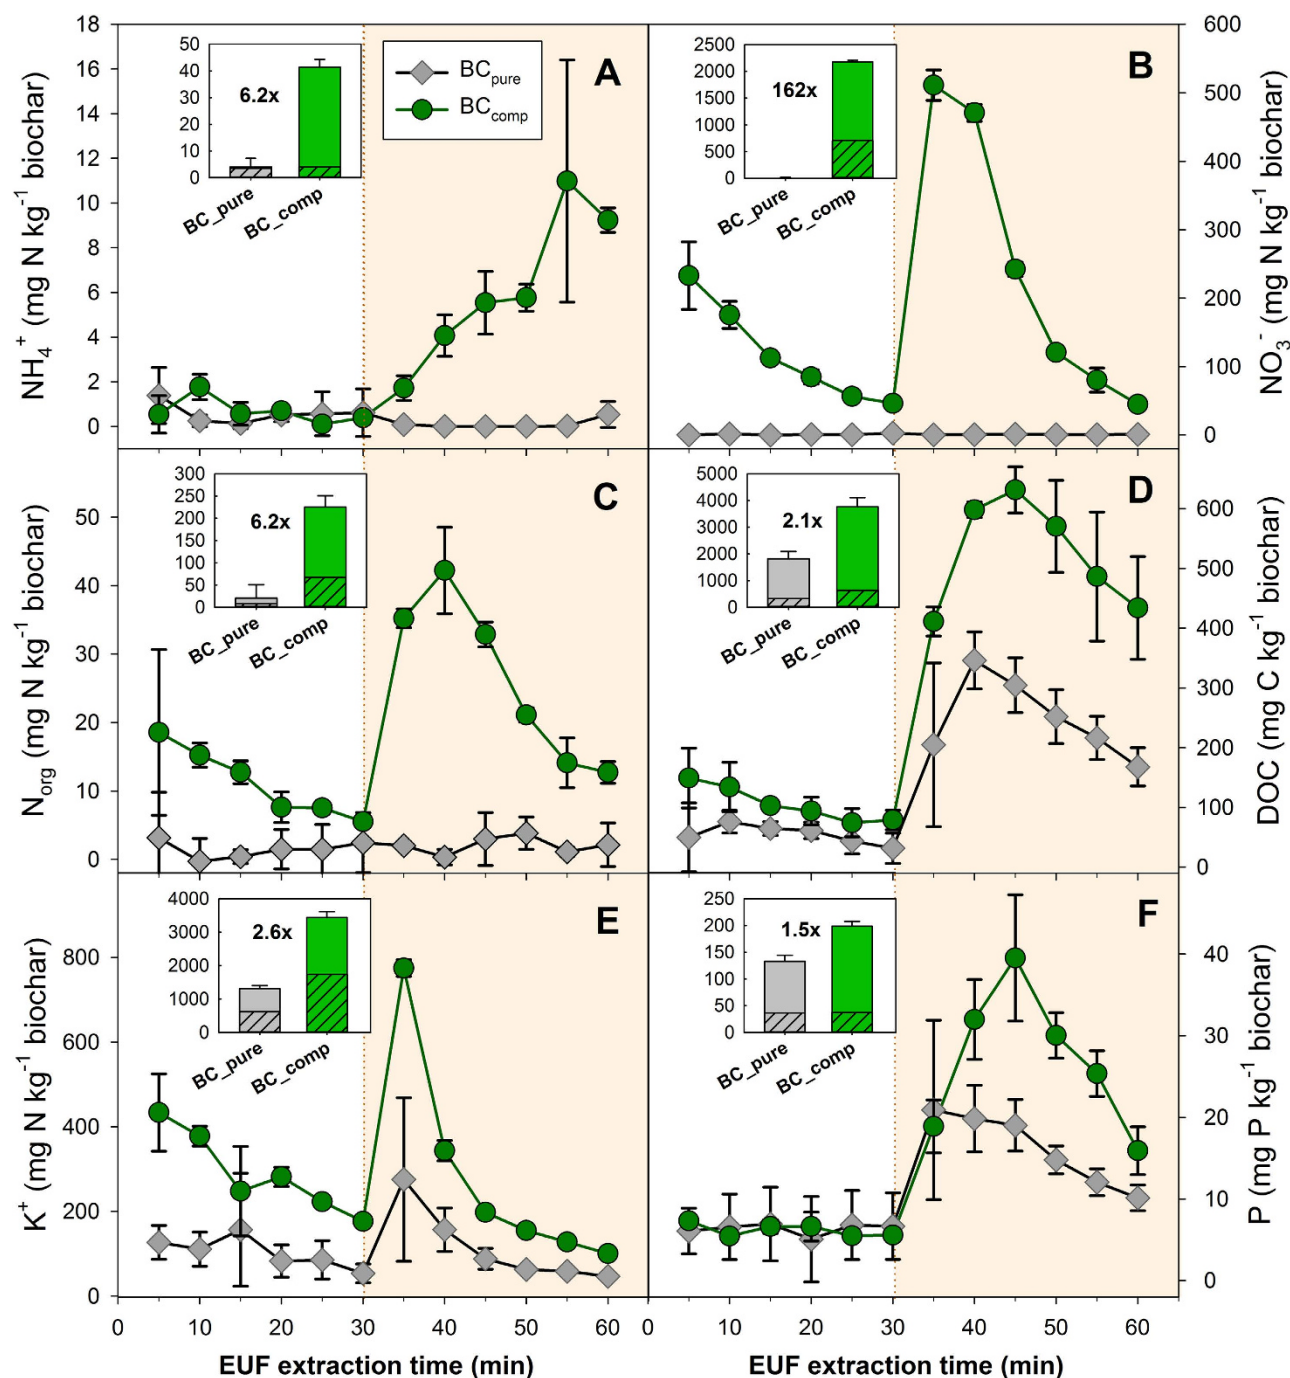 A
BC_pure
BC_comp
NH₄⁺ (mg N kg⁻¹ biochar)
18
16
14
12
10
8
6
4
2
0
50
40
30
20
10
0
6.2x
BC_pure
BC_comp
B
NO₃⁻ (mg N kg⁻¹ biochar)
600
500
400
300
200
100
0
2500
2000
1500
1000
500
0
162x
BC_pure
BC_comp
C
N_org (mg N kg⁻¹ biochar)
50
40
30
20
10
0
300
250
200
150
100
50
0
6.2x
BC_pure
BC_comp
D
DOC (mg C kg⁻¹ biochar)
600
500
400
300
200
100
0
5000
4000
3000
2000
1000
0
2.1x
BC_pure
BC_comp
E
K⁺ (mg N kg⁻¹ biochar)
800
600
400
200
0
4000
3000
2000
1000
0
2.6x
BC_pure
BC_comp
F
P (mg P kg⁻¹ biochar)
40
30
20
10
0
250
200
150
100
50
0
1.5x
BC_pure
BC_comp
0 10 20 30 40 50 60 0 10 20 30 40 50 60
EUF extraction time (min)
EUF extraction time (min)